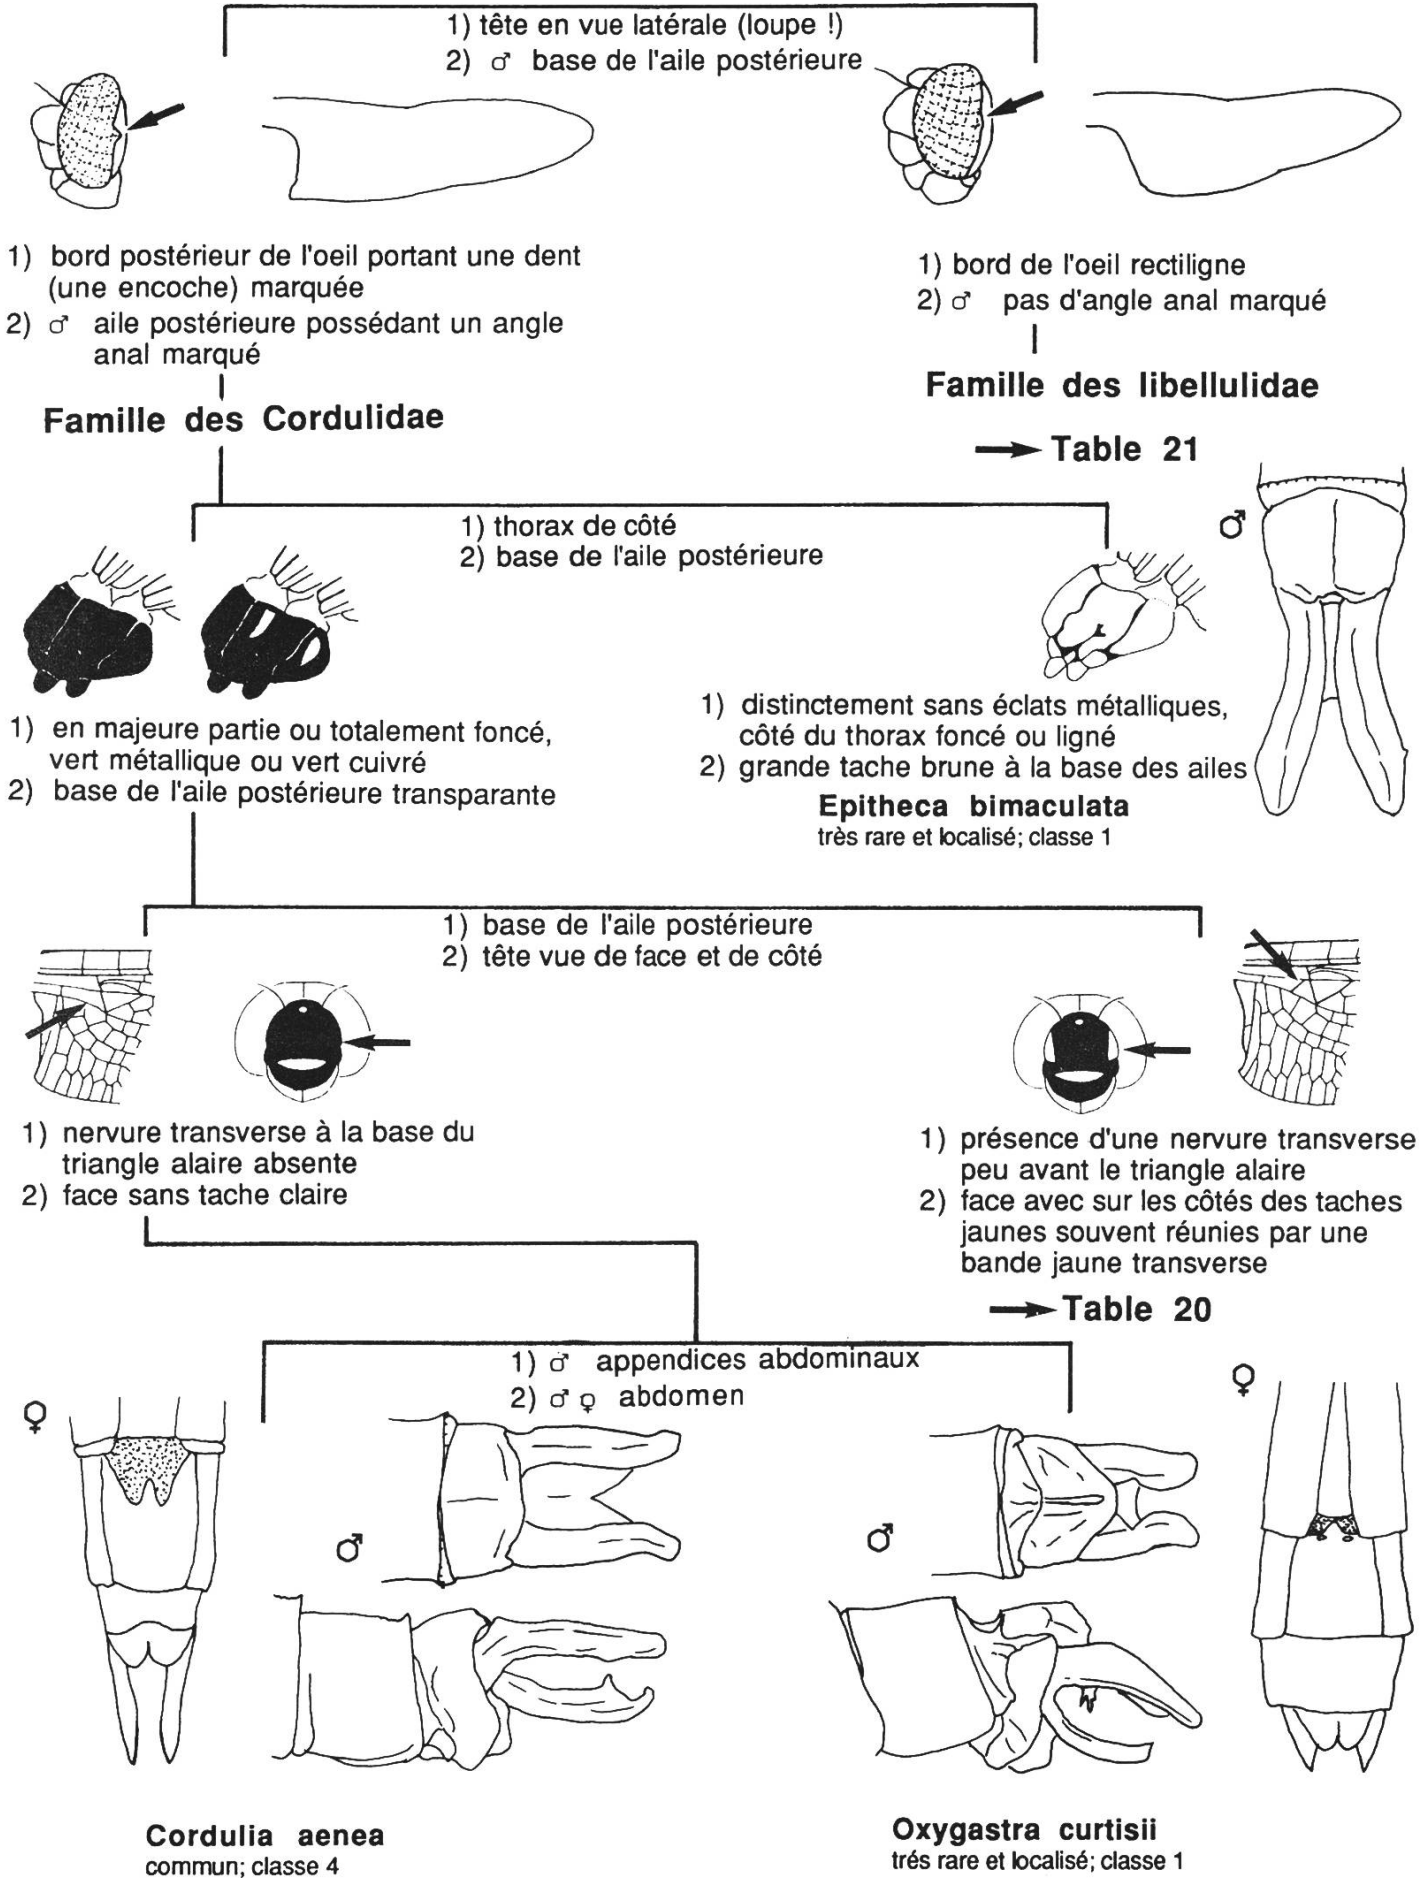 1) tête en vue latérale (loupe !)
2) ♂ base de l'aile postérieure
1) bord postérieur de l'oeil portant une dent
(une encoche) marquée
2) ♂ aile postérieure possédant un angle
anal marqué
Famille des Cordulidae
1) bord de l'oeil rectiligne
2) ♂ pas d'angle anal marqué
Famille des libellulidae
Table 21
1) thorax de côté
2) base de l'aile postérieure
♂
1) en majeure partie ou totalement foncé,
vert métallique ou vert cuivré
2) base de l'aile postérieure transparante
1) distinctement sans éclats métalliques,
côté du thorax foncé ou ligné
2) grande tache brune à la base des ailes
Epitheca bimaculata
très rare et localisé; classe 1
1) base de l'aile postérieure
2) tête vue de face et de côté
1) nervure transverse à la base du
triangle alaire absente
2) face sans tache claire
1) présence d'une nervure transverse
peu avant le triangle alaire
2) face avec sur les côtés des taches
jaunes souvent réunies par une
bande jaune transverse
Table 20
1) ♂ appendices abdominaux
2) ♂ ♀ abdomen
♀
♂
♂
♀
Cordulia aenea
commun; classe 4
Oxygastra curtisii
trés rare et localisé; classe 1